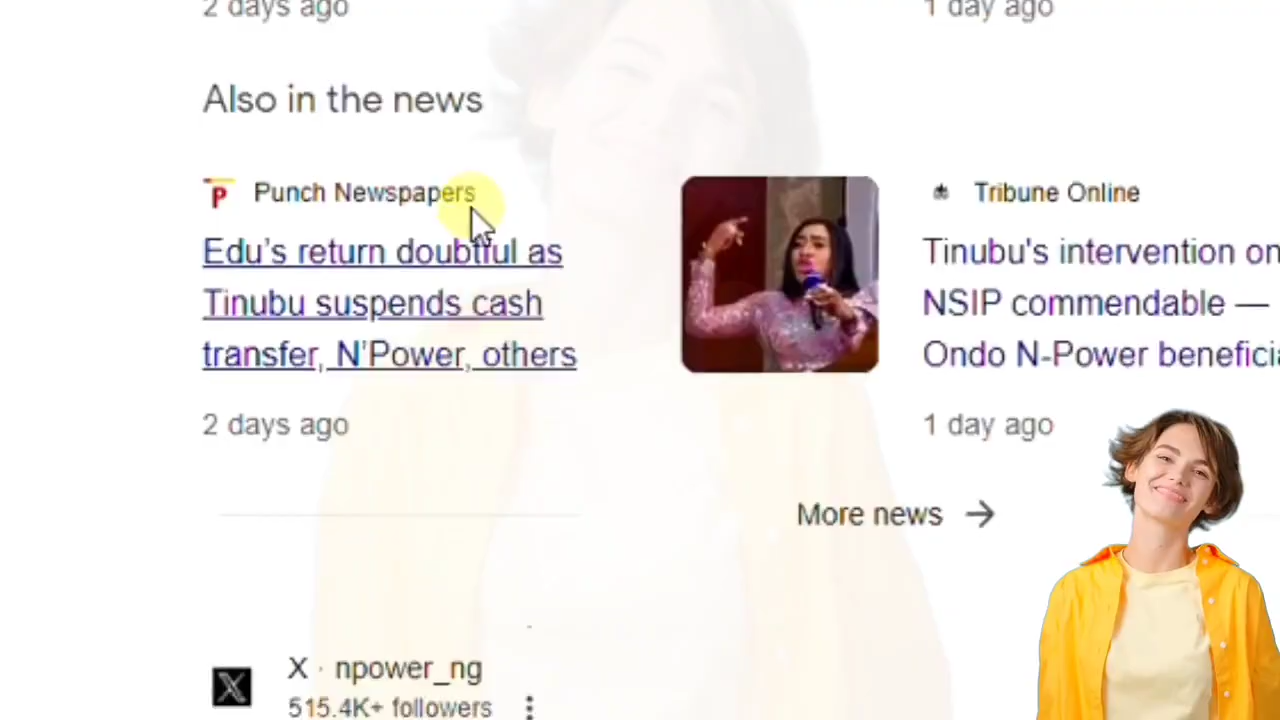 2 days ago
1 day ago
Also in the news
P Punch Newspapers
Edu's return doubtful as
Tinubu suspends cash
transfer, N'Power, others
2 days ago
Tribune Online
Tinubu's intervention on
NSIP commendable —
Ondo N-Power
1 day ago
More news →
X · npower_ng
515.4K+ followers